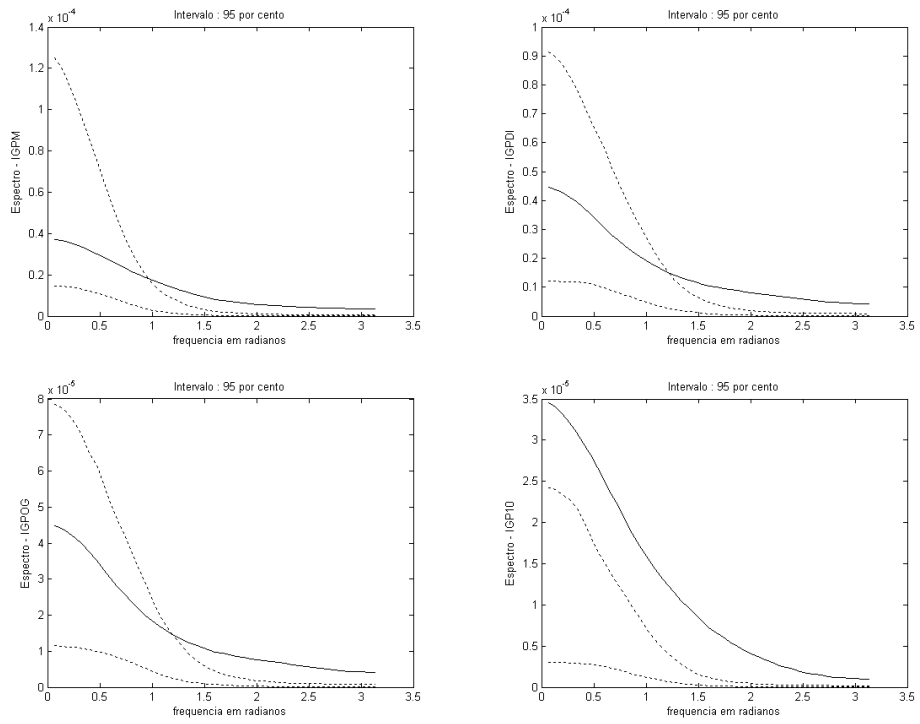 x 10⁻⁴
Intervalo : 95 por cento
1.4
1.2
1
0.8
0.6
0.4
0.2
0
Espectro - IGPM
0 0.5 1 1.5 2 2.5 3 3.5
frequencia em radianos
x 10⁻⁴
Intervalo : 95 por cento
1
0.9
0.8
0.7
0.6
0.5
0.4
0.3
0.2
0.1
0
Espectro - IGPDI
0 0.5 1 1.5 2 2.5 3 3.5
frequencia em radianos
x 10⁻⁵
Intervalo : 95 por cento
8
7
6
5
4
3
2
1
0
Espectro - IGPOG
0 0.5 1 1.5 2 2.5 3 3.5
frequencia em radianos
x 10⁻⁵
Intervalo : 95 por cento
3.5
3
2.5
2
1.5
1
0.5
0
Espectro - IGP10
0 0.5 1 1.5 2 2.5 3 3.5
frequencia em radianos